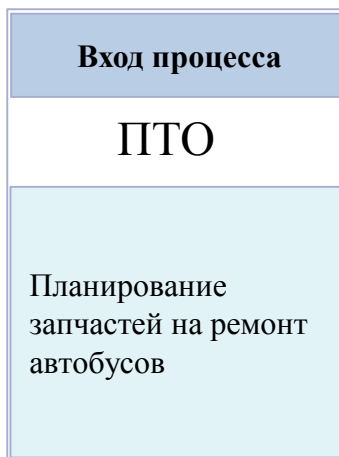 Вход процесса
ПТО
Планирование
запчастей на ремонт
автобусов